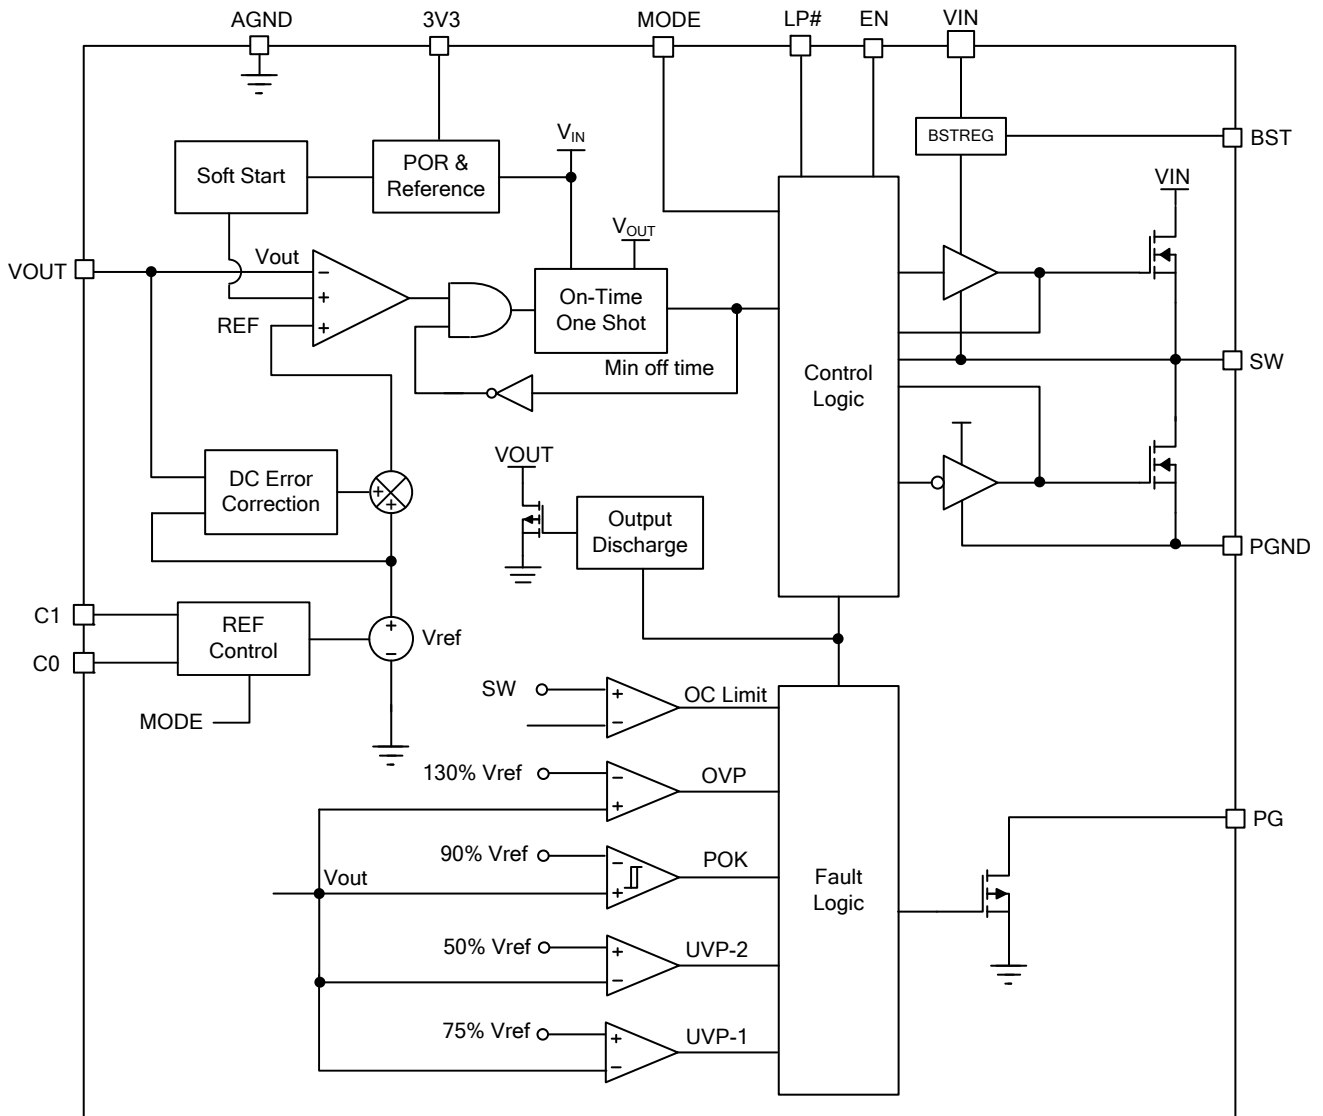 AGND
3V3
MODE
LP#
EN
VIN
BSTREG
BST
Soft Start
POR &
Reference
VIN
VIN
VOUT
VOUT
Vout
−
+
+
REF
On-Time
One Shot
Min off time
Control
Logic
SW
DC Error
Correction
+
+
VOUT
Output
Discharge
PGND
C1
C0
REF
Control
+
−
Vref
MODE
SW
+
−
OC Limit
130% Vref
−
+
OVP
90% Vref
−
+
POK
Vout
50% Vref
+
−
UVP-2
75% Vref
+
−
UVP-1
Fault
Logic
PG